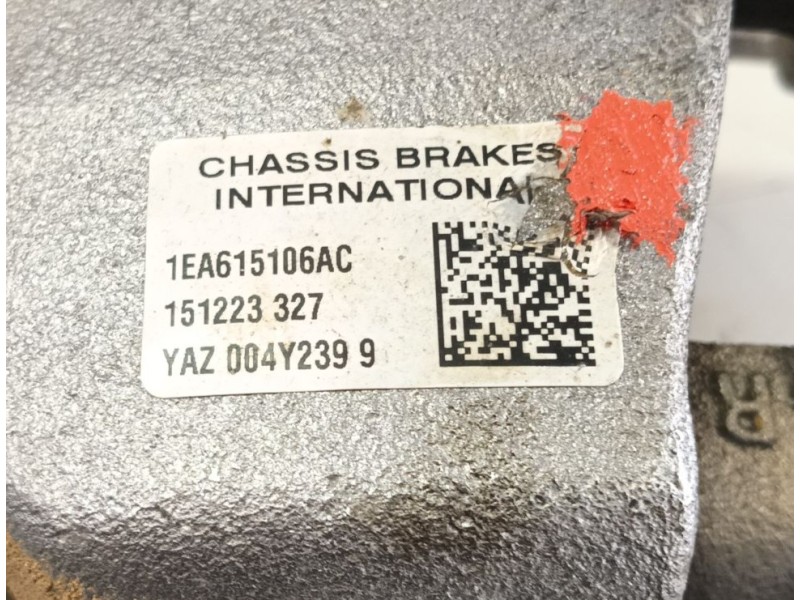 CHASSIS BRAKES
INTERNATIONAL
1EA615106AC
151223 327
YAZ 004Y239 9